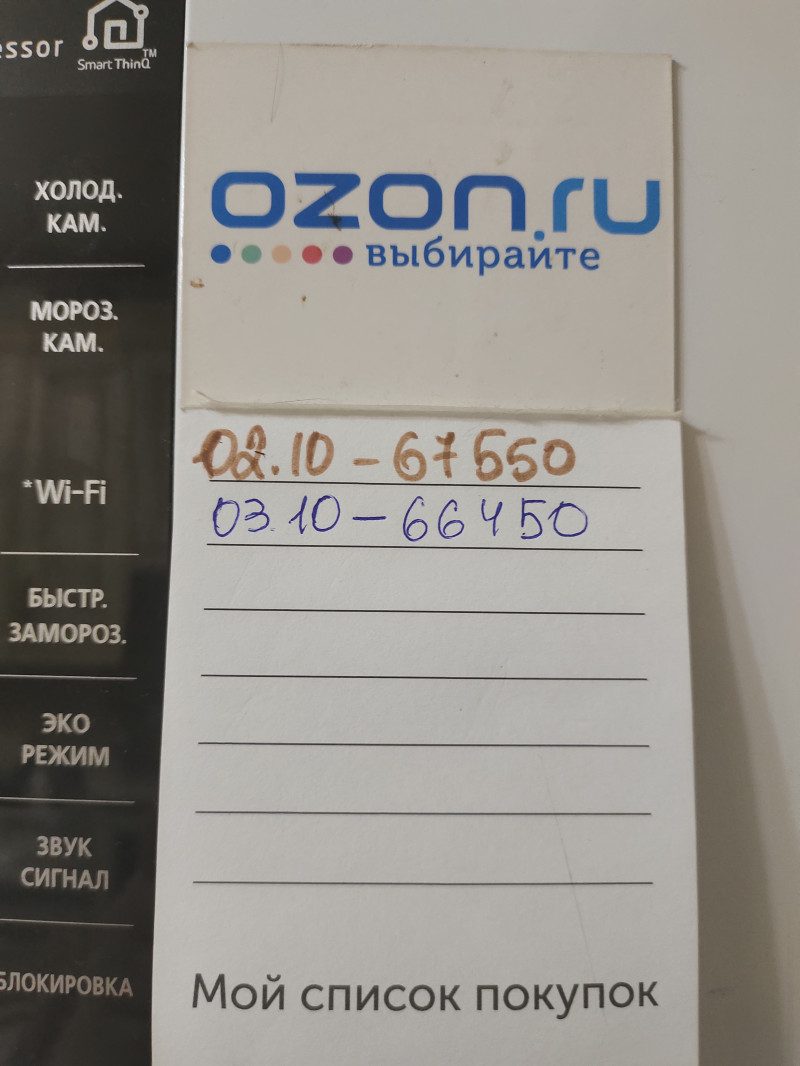 essor
Smart ThinQ™
ХОЛОД.
КАМ.
МОРОЗ.
КАМ.
*Wi-Fi
БЫСТР.
ЗАМОРОЗ.
ЭКО
РЕЖИМ
ЗВУК
СИГНАЛ
БЛОКИРОВКА
ozon.ru
выбирайте
02.10 - 67550
03.10 - 66450
Мой список покупок